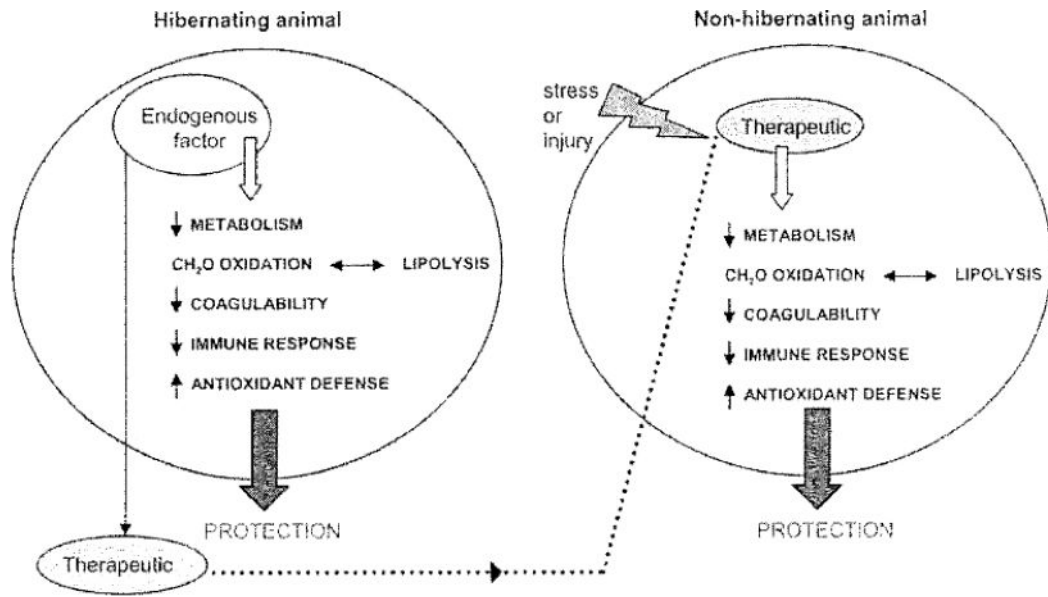 Hibernating animal
Endogenous
factor
↓ METABOLISM
CH₂O OXIDATION ↔ LIPOLYSIS
↓ COAGULABILITY
↓ IMMUNE RESPONSE
↑ ANTIOXIDANT DEFENSE
PROTECTION
Therapeutic
Non-hibernating animal
stress
or
injury
Therapeutic
↓ METABOLISM
CH₂O OXIDATION ↔ LIPOLYSIS
↓ COAGULABILITY
↓ IMMUNE RESPONSE
↑ ANTIOXIDANT DEFENSE
PROTECTION